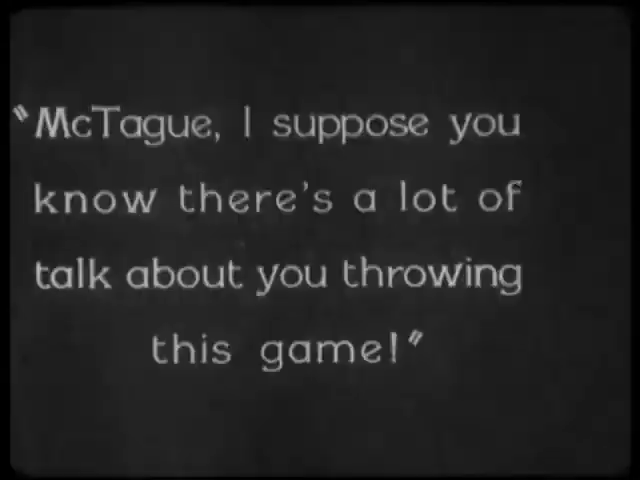 "McTague, I suppose you
know there's a lot of
talk about you throwing
this game!"